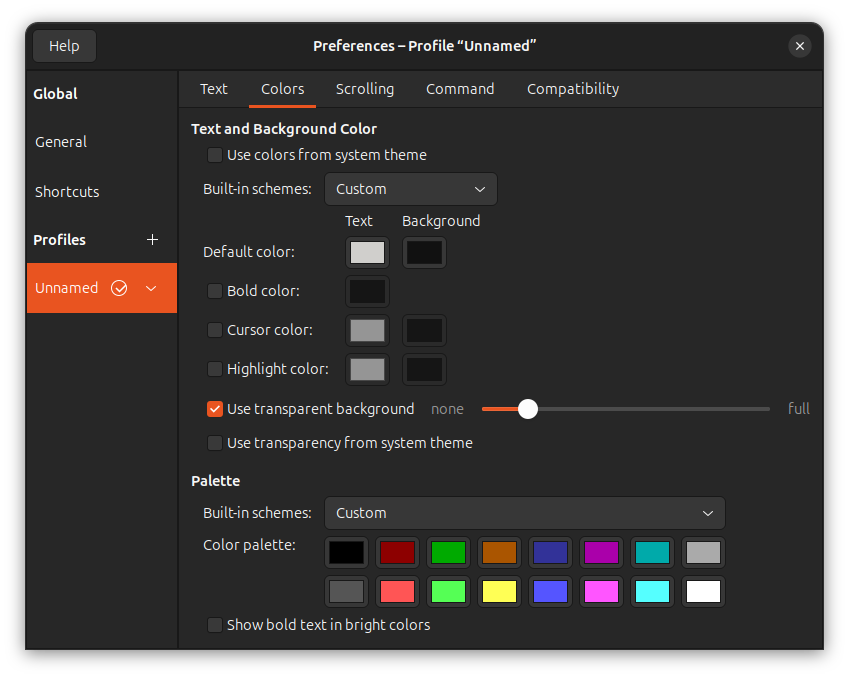 Help
Preferences – Profile “Unnamed”
Global
General
Shortcuts
Profiles
Unnamed
Text Colors Scrolling Command Compatibility
Text and Background Color
Use colors from system theme
Built-in schemes: Custom
Text Background
Default color:
Bold color:
Cursor color:
Highlight color:
Use transparent background none full
Use transparency from system theme
Palette
Built-in schemes: Custom
Color palette:
Show bold text in bright colors